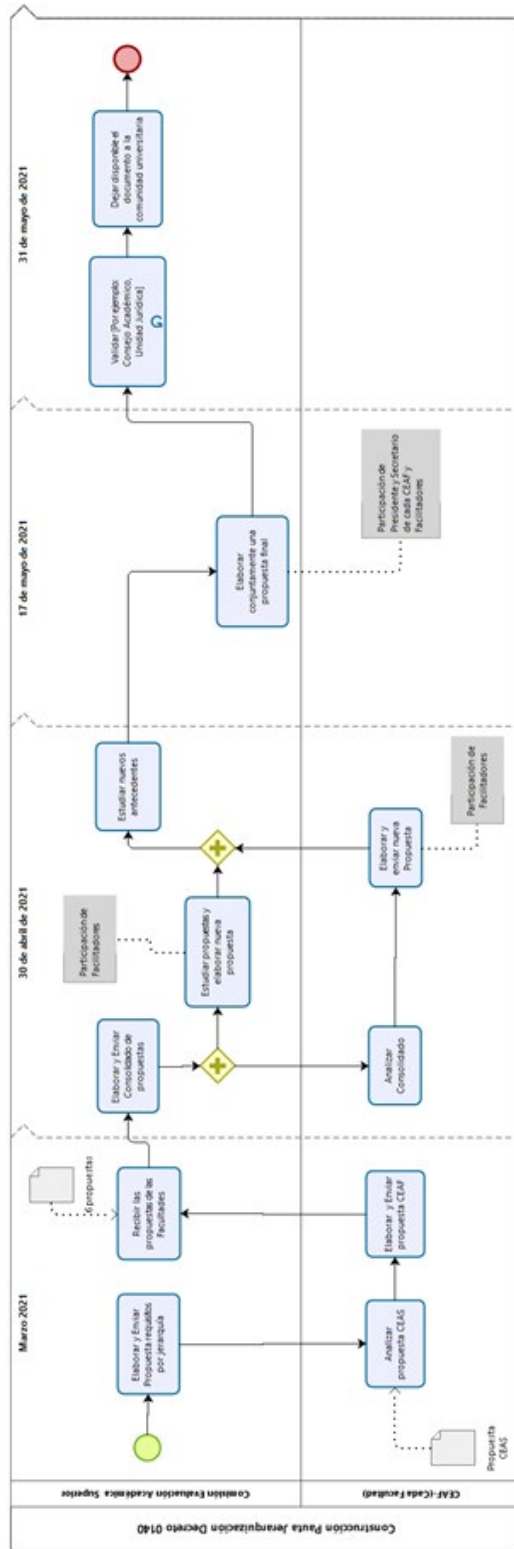 Construcción Pauta Jerarquización Decreto 0140
Comisión Evaluación Académica Superior
CEAF-(Cada Facultad)
Marzo 2021
30 de abril de 2021
17 de mayo de 2021
31 de mayo de 2021
Elaborar y Enviar
Propuesta requisitos
por jerarquía
Propuesta
CEAS
Analizar
propuesta CEAS
Elaborar y Enviar
propuesta CEAF
6 propuestas
Recibir las
propuestas de las
Facultades
Elaborar y Enviar
Consolidado de
propuestas
Participación de
Facilitadores
Estudiar propuestas y
elaborar nueva
propuesta
Analizar
Consolidado
Elaborar y
enviar nueva
Propuesta
Participación de
Facilitadores
Estudiar nuevos
antecedentes
Elaborar
conjuntamente una
propuesta final
Participación de
Presidente y Secretario
de cada CEAF y
Facilitadores
Validar [Por ejemplo:
Consejo Académico,
Unidad Jurídica]
Dejar disponible el
documento a la
comunidad universitaria